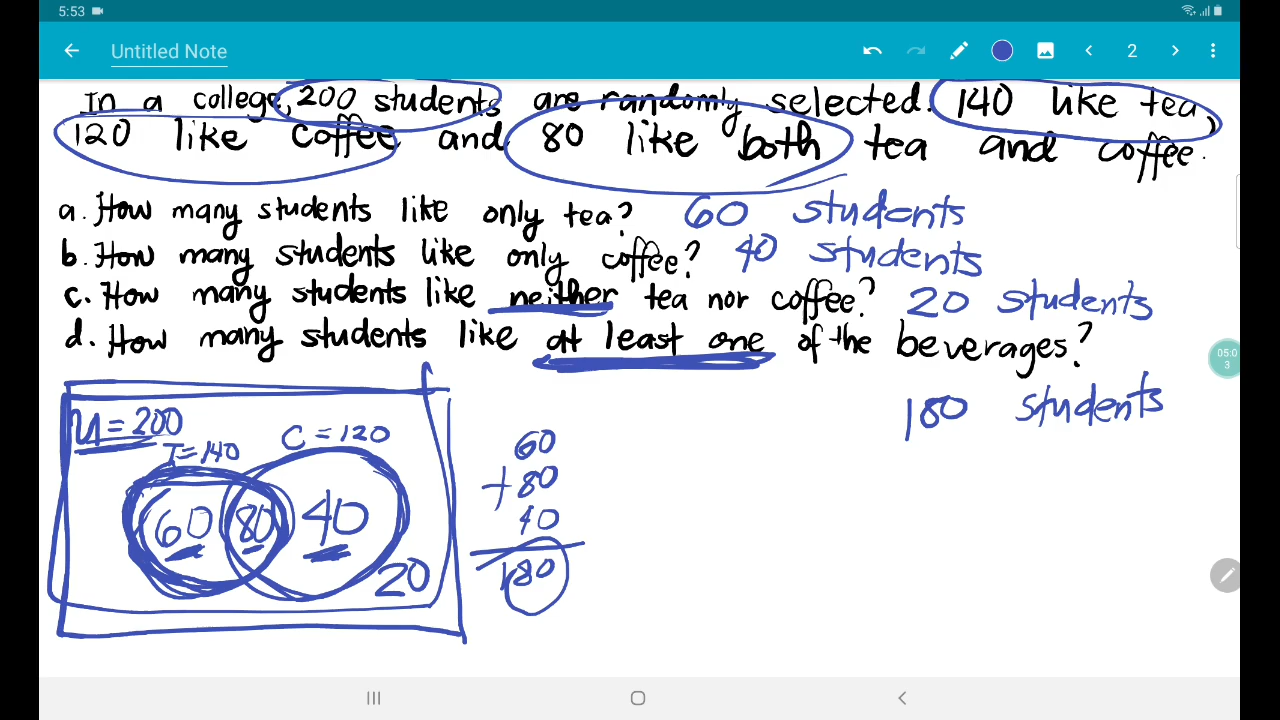 5:53
Untitled Note
2
In a college, 200 students are randomly selected. 140 like tea,
120 like coffee and 80 like both tea and coffee.
a. How many students like only tea? 60 students
b. How many students like only coffee? 40 students
c. How many students like neither tea nor coffee? 20 students
d. How many students like at least one of the beverages?
180 students
U = 200
T = 140
C = 120
60 80 40
20
60
+ 80
40
180
05:03